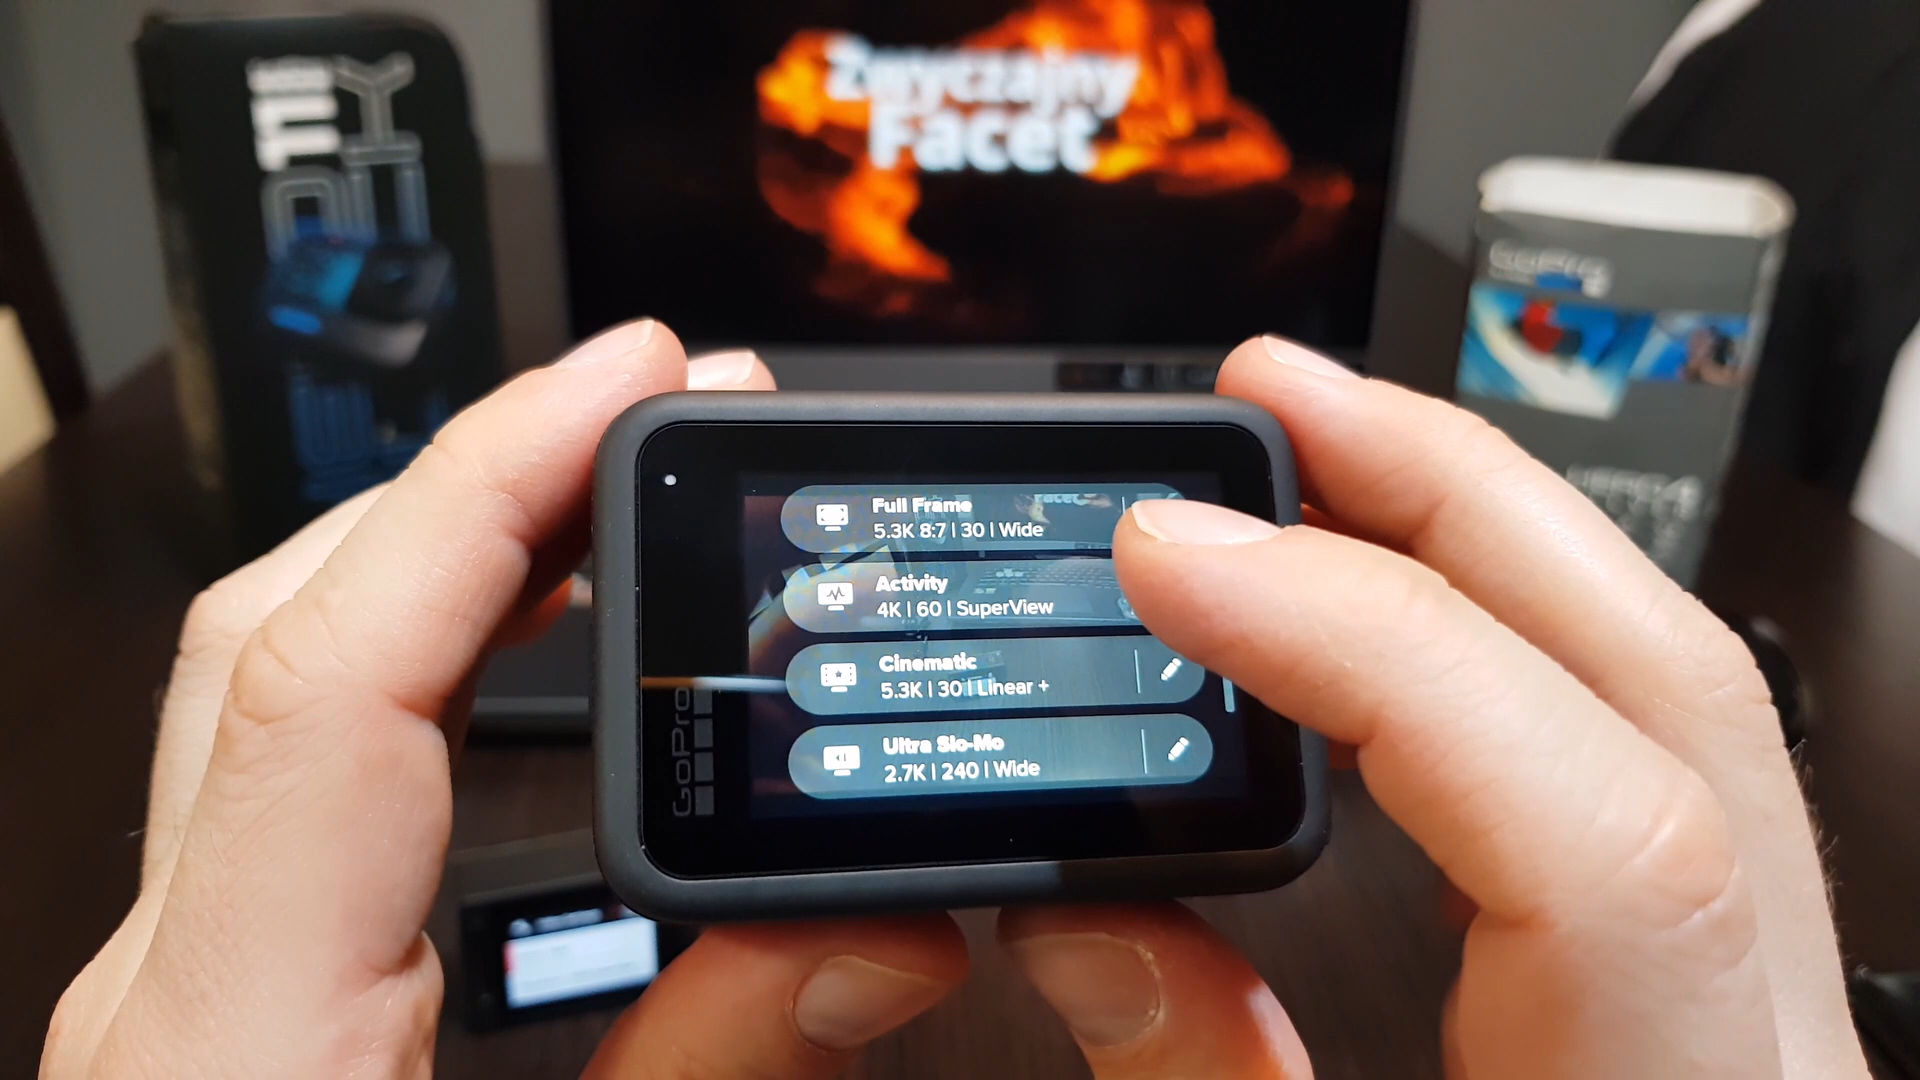 Zwyczajny
Facet
GoPro
Full Frame
5.3K 8:7 | 30 | Wide
Activity
4K | 60 | SuperView
Cinematic
5.3K | 30 | Linear +
Ultra Slo-Mo
2.7K | 240 | Wide
GoPro